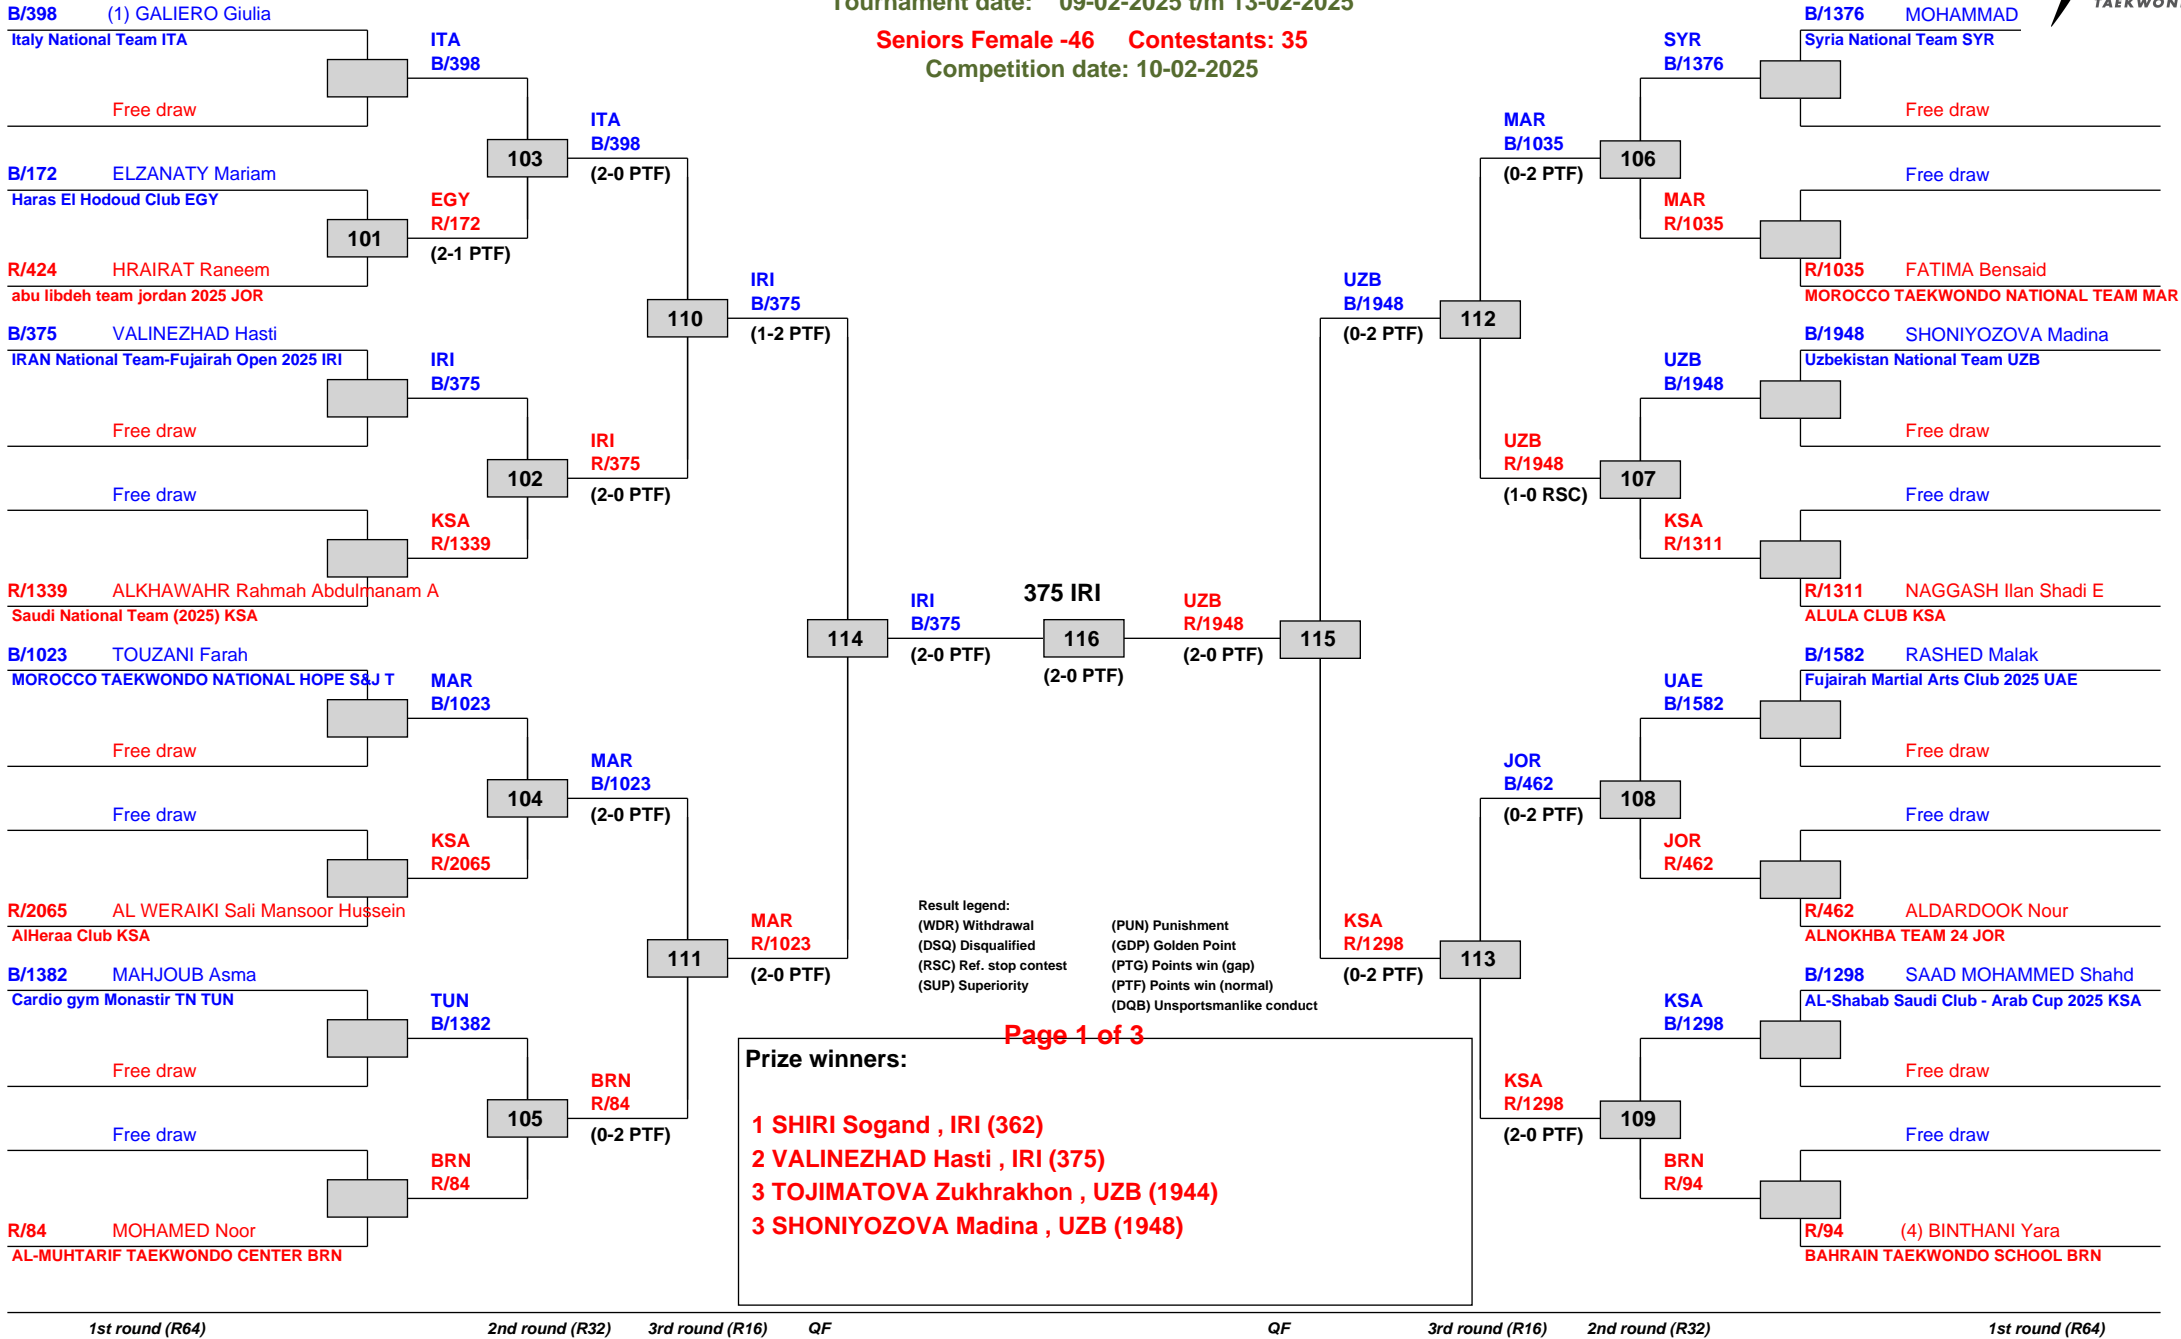 Tournament date: 09-02-2025 t/m 13-02-2025
Seniors Female -46 Contestants: 35
Competition date: 10-02-2025
TAEKWON
B/398 (1) GALIERO Giulia
Italy National Team ITA
Free draw
B/172 ELZANATY Mariam
Haras El Hodoud Club EGY
101
R/424 HRAIRAT Raneem
abu libdeh team jordan 2025 JOR
B/375 VALINEZHAD Hasti
IRAN National Team-Fujairah Open 2025 IRI
Free draw
Free draw
R/1339 ALKHAWAHR Rahmah Abdulmanam A
Saudi National Team (2025) KSA
B/1023 TOUZANI Farah
MOROCCO TAEKWONDO NATIONAL HOPE S&J T
Free draw
Free draw
R/2065 AL WERAIKI Sali Mansoor Hussein
AlHeraa Club KSA
B/1382 MAHJOUB Asma
Cardio gym Monastir TN TUN
Free draw
Free draw
R/84 MOHAMED Noor
AL-MUHTARIF TAEKWONDO CENTER BRN
ITA
B/398
103
EGY
R/172
(2-1 PTF)
IRI
B/375
102
KSA
R/1339
MAR
B/1023
104
KSA
R/2065
TUN
B/1382
105
BRN
R/84
ITA
B/398
(2-0 PTF)
110
IRI
R/375
(2-0 PTF)
MAR
B/1023
(2-0 PTF)
111
BRN
R/84
(0-2 PTF)
IRI
B/375
(1-2 PTF)
114
MAR
R/1023
(2-0 PTF)
IRI
B/375
(2-0 PTF)
375 IRI
116
(2-0 PTF)
UZB
R/1948
(2-0 PTF)
115
UZB
B/1948
(0-2 PTF)
KSA
R/1298
(0-2 PTF)
MAR
B/1035
(0-2 PTF)
112
UZB
R/1948
(1-0 RSC)
JOR
B/462
(0-2 PTF)
113
KSA
R/1298
(2-0 PTF)
SYR
B/1376
106
MAR
R/1035
UZB
B/1948
107
KSA
R/1311
UAE
B/1582
108
JOR
R/462
KSA
B/1298
109
BRN
R/94
B/1376 MOHAMMAD
Syria National Team SYR
Free draw
Free draw
R/1035 FATIMA Bensaid
MOROCCO TAEKWONDO NATIONAL TEAM MAR
B/1948 SHONIYOZOVA Madina
Uzbekistan National Team UZB
Free draw
Free draw
R/1311 NAGGASH Ilan Shadi E
ALULA CLUB KSA
B/1582 RASHED Malak
Fujairah Martial Arts Club 2025 UAE
Free draw
Free draw
R/462 ALDARDOOK Nour
ALNOKHBA TEAM 24 JOR
B/1298 SAAD MOHAMMED Shahd
AL-Shabab Saudi Club - Arab Cup 2025 KSA
Free draw
Free draw
R/94 (4) BINTHANI Yara
BAHRAIN TAEKWONDO SCHOOL BRN
Result legend:
(WDR) Withdrawal (PUN) Punishment
(DSQ) Disqualified (GDP) Golden Point
(RSC) Ref. stop contest (PTG) Points win (gap)
(SUP) Superiority (PTF) Points win (normal)
(DQB) Unsportsmanlike conduct
Page 1 of 3
Prize winners:
1 SHIRI Sogand , IRI (362)
2 VALINEZHAD Hasti , IRI (375)
3 TOJIMATOVA Zukhrakhon , UZB (1944)
3 SHONIYOZOVA Madina , UZB (1948)
1st round (R64) 2nd round (R32) 3rd round (R16) QF QF 3rd round (R16) 2nd round (R32) 1st round (R64)